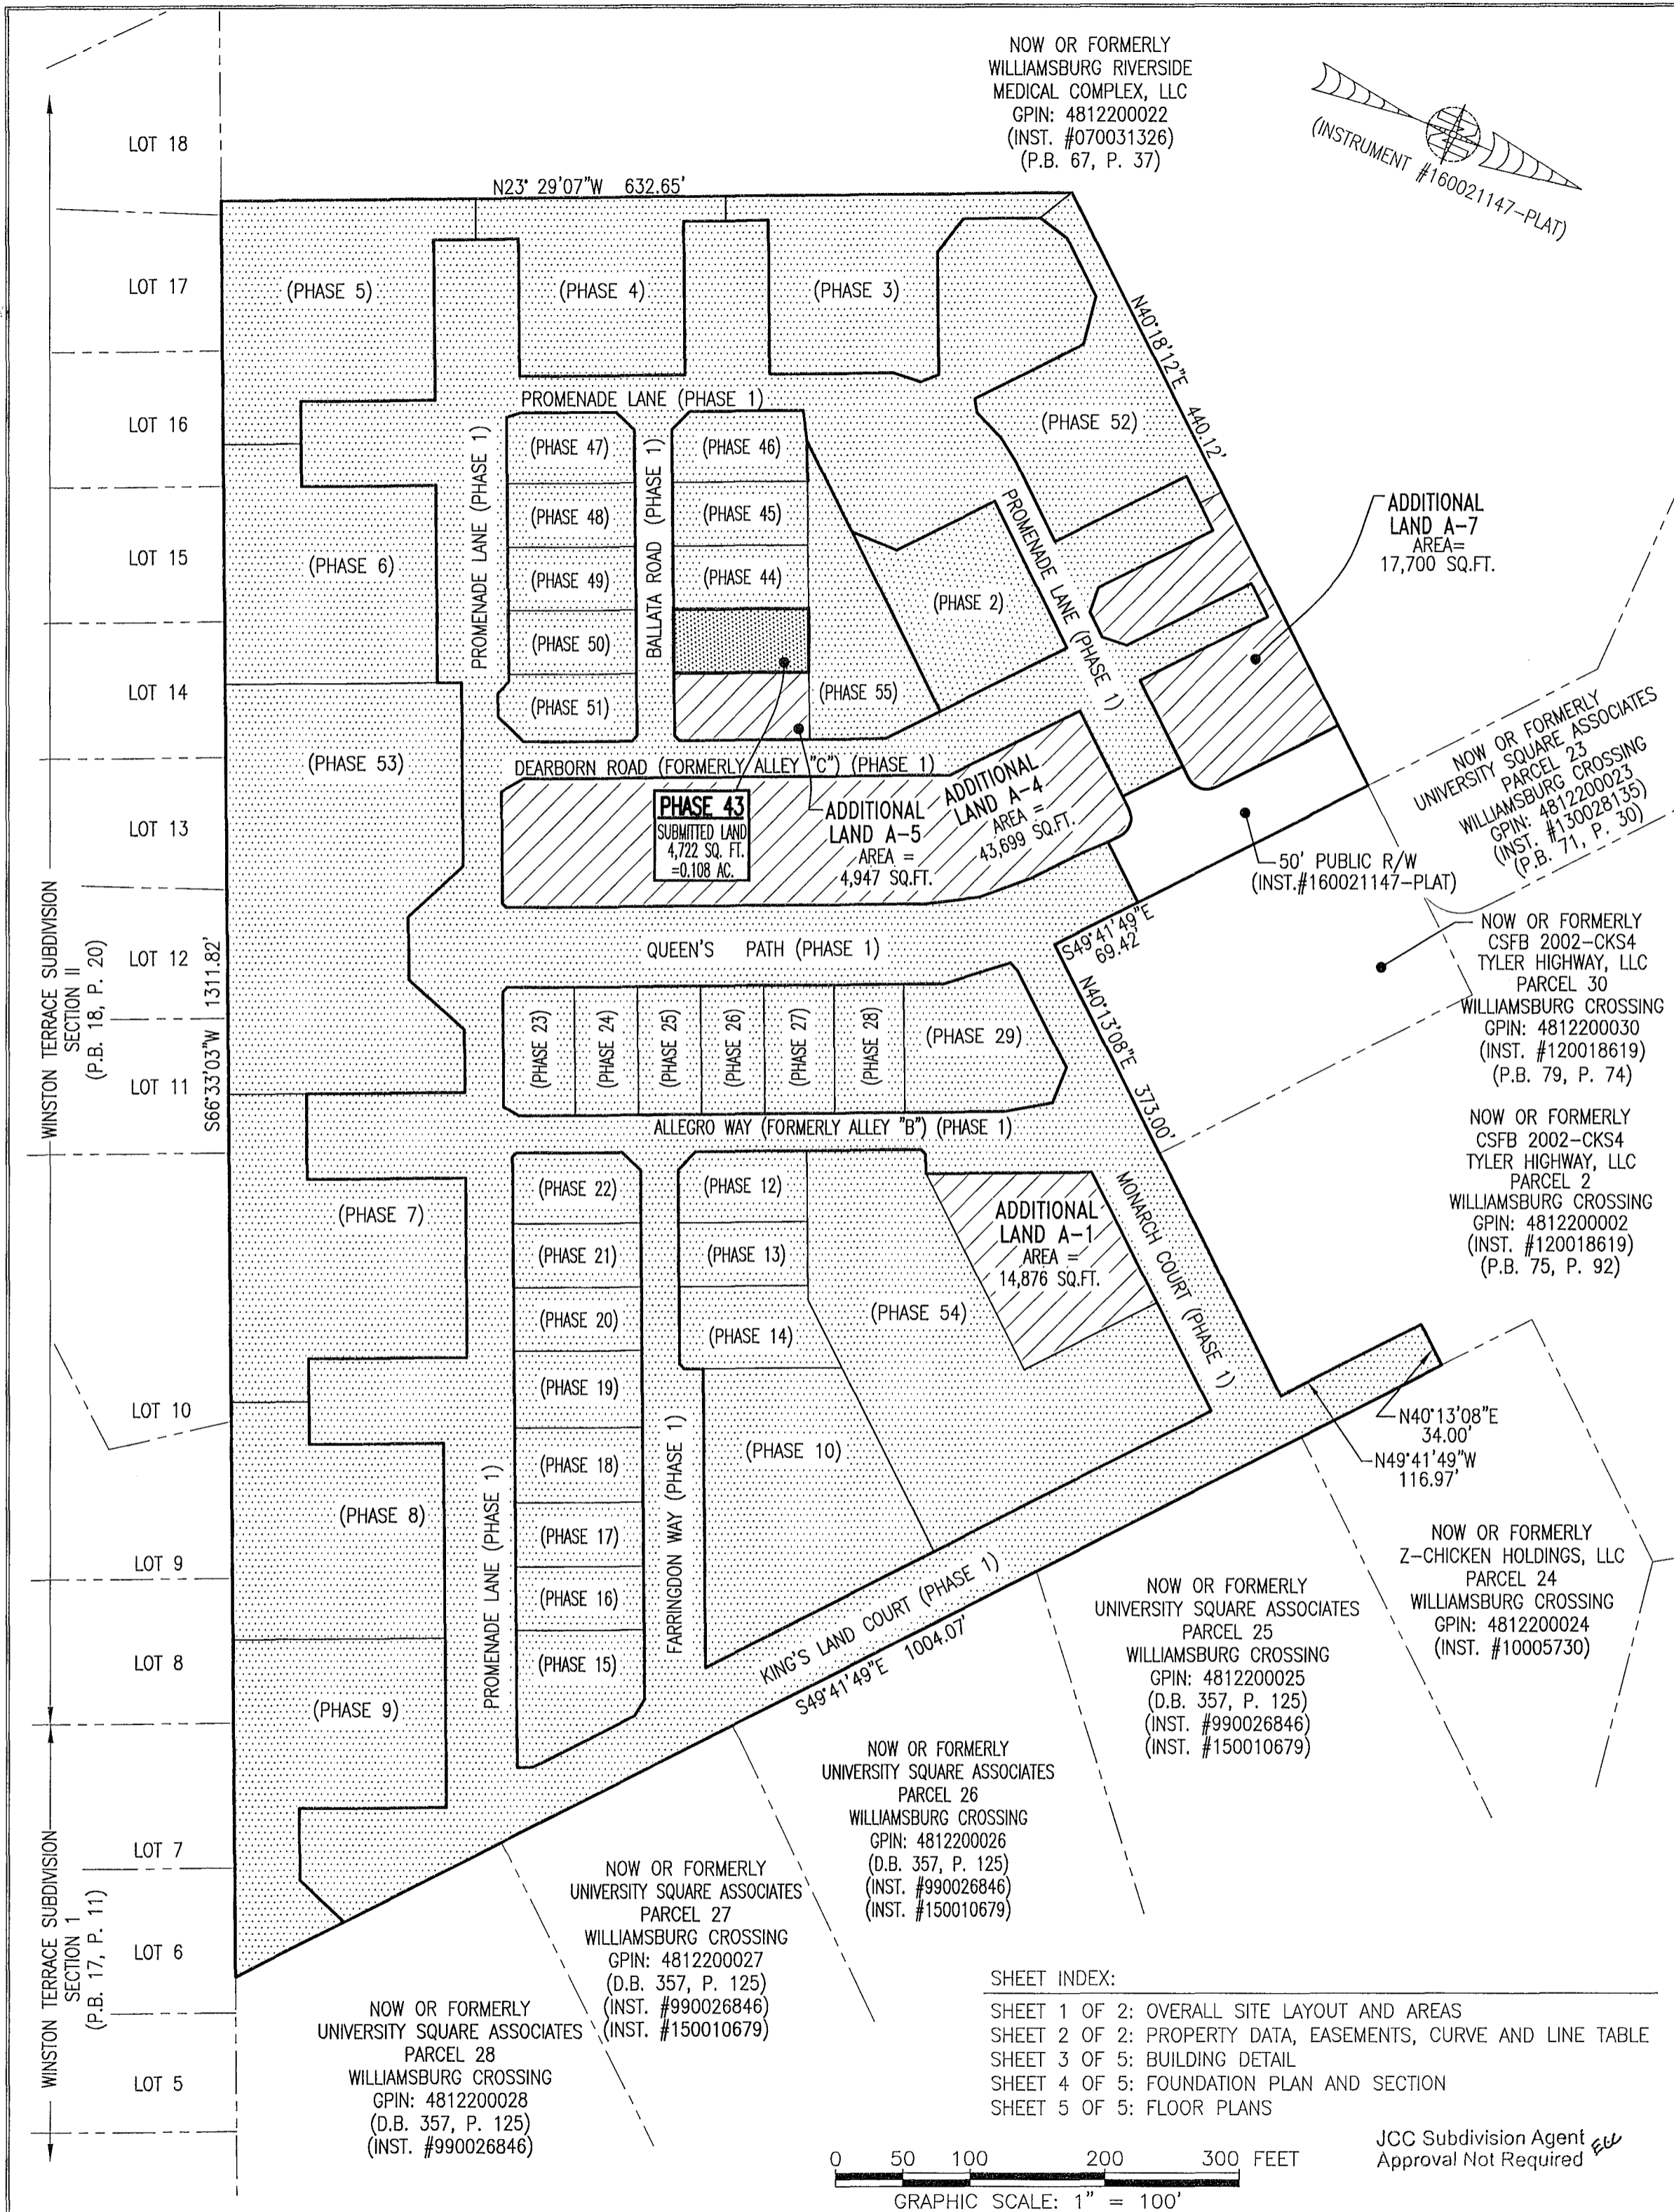 NOW OR FORMERLY
WILLIAMSBURG RIVERSIDE
MEDICAL COMPLEX, LLC
GPIN: 4812200022
(INST. #070031326)
(P.B. 67, P. 37)
(INSTRUMENT #160021147-PLAT)
LOT 18
LOT 17
LOT 16
LOT 15
LOT 14
LOT 13
LOT 12
LOT 11
LOT 10
LOT 9
LOT 8
LOT 7
LOT 6
LOT 5
WINSTON TERRACE SUBDIVISION
SECTION II
(P.B. 18, P. 20)
WINSTON TERRACE SUBDIVISION
SECTION 1
(P.B. 17, P. 11)
S66°33'03"W 1311.82'
N23° 29'07"W 632.65'
N40°18'12"E 440.12'
(PHASE 5)
(PHASE 4)
(PHASE 3)
PROMENADE LANE (PHASE 1)
(PHASE 52)
PROMENADE LANE (PHASE 1)
(PHASE 47)
(PHASE 48)
(PHASE 49)
(PHASE 50)
(PHASE 51)
BALLATA ROAD (PHASE 1)
(PHASE 46)
(PHASE 45)
(PHASE 44)
(PHASE 6)
(PHASE 2)
PROMENADE LANE (PHASE 1)
(PHASE 55)
ADDITIONAL
LAND A-7
AREA=
17,700 SQ.FT.
(PHASE 53)
DEARBORN ROAD (FORMERLY ALLEY "C") (PHASE 1)
PHASE 43
SUBMITTED LAND
4,722 SQ. FT.
=0.108 AC.
ADDITIONAL
LAND A-5
AREA =
4,947 SQ.FT.
ADDITIONAL
LAND A-4
AREA =
43,699 SQ.FT.
50' PUBLIC R/W
(INST.#160021147-PLAT)
NOW OR FORMERLY
UNIVERSITY SQUARE ASSOCIATES
PARCEL 23
WILLIAMSBURG CROSSING
GPIN: 4812200023
(INST. #130028135)
(P.B. 71, P. 30)
QUEEN'S PATH (PHASE 1)
S49°41'49"E
69.42'
N40°13'08"E 373.00'
NOW OR FORMERLY
CSFB 2002-CKS4
TYLER HIGHWAY, LLC
PARCEL 30
WILLIAMSBURG CROSSING
GPIN: 4812200030
(INST. #120018619)
(P.B. 79, P. 74)
(PHASE 23)
(PHASE 24)
(PHASE 25)
(PHASE 26)
(PHASE 27)
(PHASE 28)
(PHASE 29)
ALLEGRO WAY (FORMERLY ALLEY "B") (PHASE 1)
NOW OR FORMERLY
CSFB 2002-CKS4
TYLER HIGHWAY, LLC
PARCEL 2
WILLIAMSBURG CROSSING
GPIN: 4812200002
(INST. #120018619)
(P.B. 75, P. 92)
(PHASE 7)
(PHASE 22)
(PHASE 21)
(PHASE 20)
(PHASE 19)
(PHASE 18)
(PHASE 17)
(PHASE 16)
(PHASE 15)
(PHASE 12)
(PHASE 13)
(PHASE 14)
ADDITIONAL
LAND A-1
AREA =
14,876 SQ.FT.
MONARCH COURT (PHASE 1)
(PHASE 54)
(PHASE 10)
(PHASE 8)
(PHASE 9)
PROMENADE LANE (PHASE 1)
FARRINGDON WAY (PHASE 1)
KING'S LAND COURT (PHASE 1)
S49°41'49"E 1004.07'
N40°13'08"E
34.00'
N49°41'49"W
116.97'
NOW OR FORMERLY
Z-CHICKEN HOLDINGS, LLC
PARCEL 24
WILLIAMSBURG CROSSING
GPIN: 4812200024
(INST. #10005730)
NOW OR FORMERLY
UNIVERSITY SQUARE ASSOCIATES
PARCEL 25
WILLIAMSBURG CROSSING
GPIN: 4812200025
(D.B. 357, P. 125)
(INST. #990026846)
(INST. #150010679)
NOW OR FORMERLY
UNIVERSITY SQUARE ASSOCIATES
PARCEL 26
WILLIAMSBURG CROSSING
GPIN: 4812200026
(D.B. 357, P. 125)
(INST. #990026846)
(INST. #150010679)
NOW OR FORMERLY
UNIVERSITY SQUARE ASSOCIATES
PARCEL 27
WILLIAMSBURG CROSSING
GPIN: 4812200027
(D.B. 357, P. 125)
(INST. #990026846)
(INST. #150010679)
NOW OR FORMERLY
UNIVERSITY SQUARE ASSOCIATES
PARCEL 28
WILLIAMSBURG CROSSING
GPIN: 4812200028
(D.B. 357, P. 125)
(INST. #990026846)
SHEET INDEX:
SHEET 1 OF 2: OVERALL SITE LAYOUT AND AREAS
SHEET 2 OF 2: PROPERTY DATA, EASEMENTS, CURVE AND LINE TABLE
SHEET 3 OF 5: BUILDING DETAIL
SHEET 4 OF 5: FOUNDATION PLAN AND SECTION
SHEET 5 OF 5: FLOOR PLANS
JCC Subdivision Agent
Approval Not Required
0 50 100 200 300 FEET
GRAPHIC SCALE: 1" = 100'